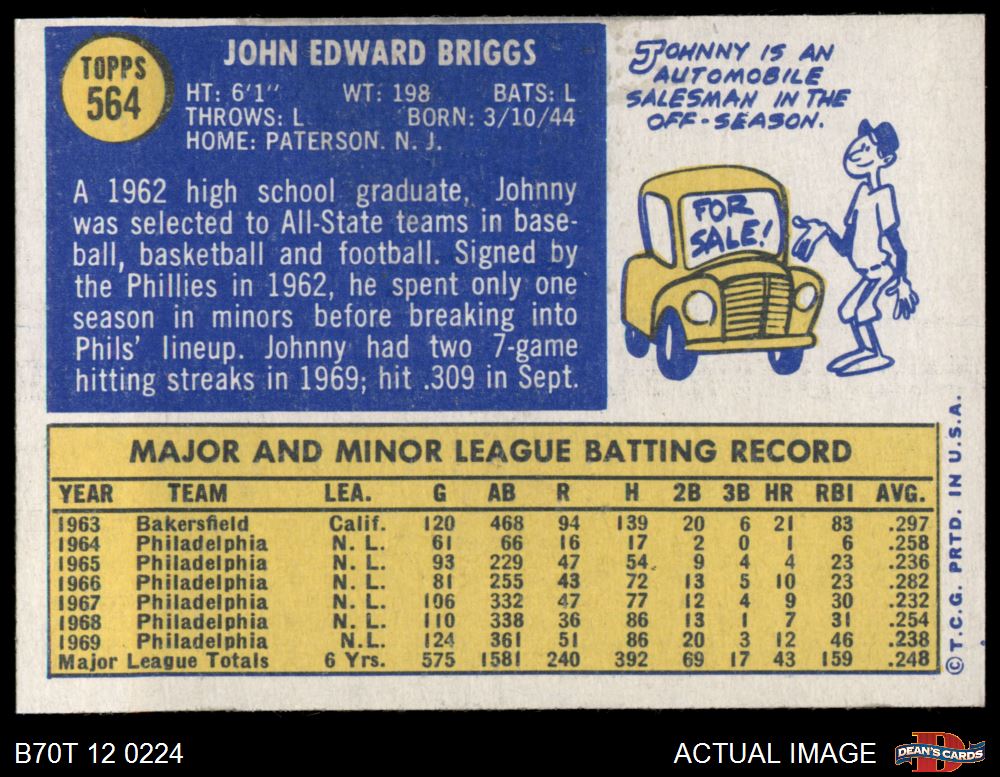 TOPPS
564
JOHN EDWARD BRIGGS
HT: 6'1" WT: 198 BATS: L
THROWS: L BORN: 3/10/44
HOME: PATERSON. N. J.
A 1962 high school graduate, Johnny
was selected to All-State teams in base-
ball, basketball and football. Signed by
the Phillies in 1962, he spent only one
season in minors before breaking into
Phils' lineup. Johnny had two 7-game
hitting streaks in 1969; hit .309 in Sept.
JOHNNY IS AN
AUTOMOBILE
SALESMAN IN THE
OFF-SEASON.
FOR
SALE!
MAJOR AND MINOR LEAGUE BATTING RECORD
YEAR TEAM LEA. G AB R H 2B 3B HR RBI AVG.
1963 Bakersfield Calif. 120 468 94 139 20 6 21 83 .297
1964 Philadelphia N. L. 61 66 16 17 2 0 1 6 .258
1965 Philadelphia N. L. 93 229 47 54 9 4 4 23 .236
1966 Philadelphia N. L. 81 255 43 72 13 5 10 23 .282
1967 Philadelphia N. L. 106 332 47 77 12 4 9 30 .232
1968 Philadelphia N. L. 110 338 36 86 13 1 7 31 .254
1969 Philadelphia N.L. 124 361 51 86 20 3 12 46 .238
Major League Totals 6 Yrs. 575 1581 240 392 69 17 43 159 .248
© T.C.G. PRTD. IN U.S.A.
B70T 12 0224
ACTUAL IMAGE
D
DEAN'S CARDS